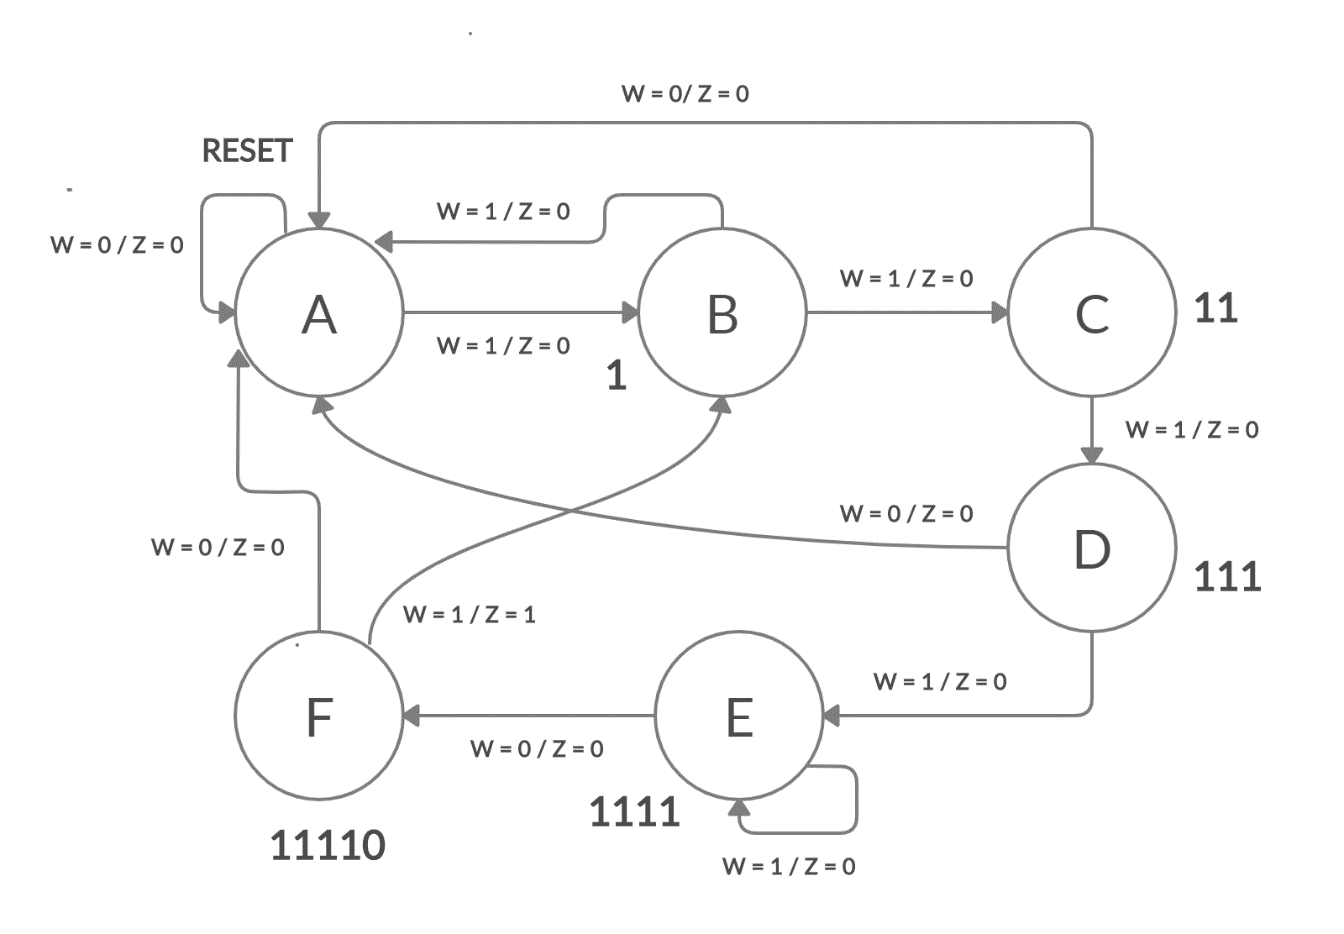 W = 0/ Z = 0
RESET
W = 1 / Z = 0
W = 0 / Z = 0
W = 1 / Z = 0
A
B
C
11
W = 1 / Z = 0
1
W = 1 / Z = 0
W = 0 / Z = 0
D
W = 0 / Z = 0
111
W = 1 / Z = 1
W = 1 / Z = 0
F
E
W = 0 / Z = 0
1111
11110
W = 1 / Z = 0